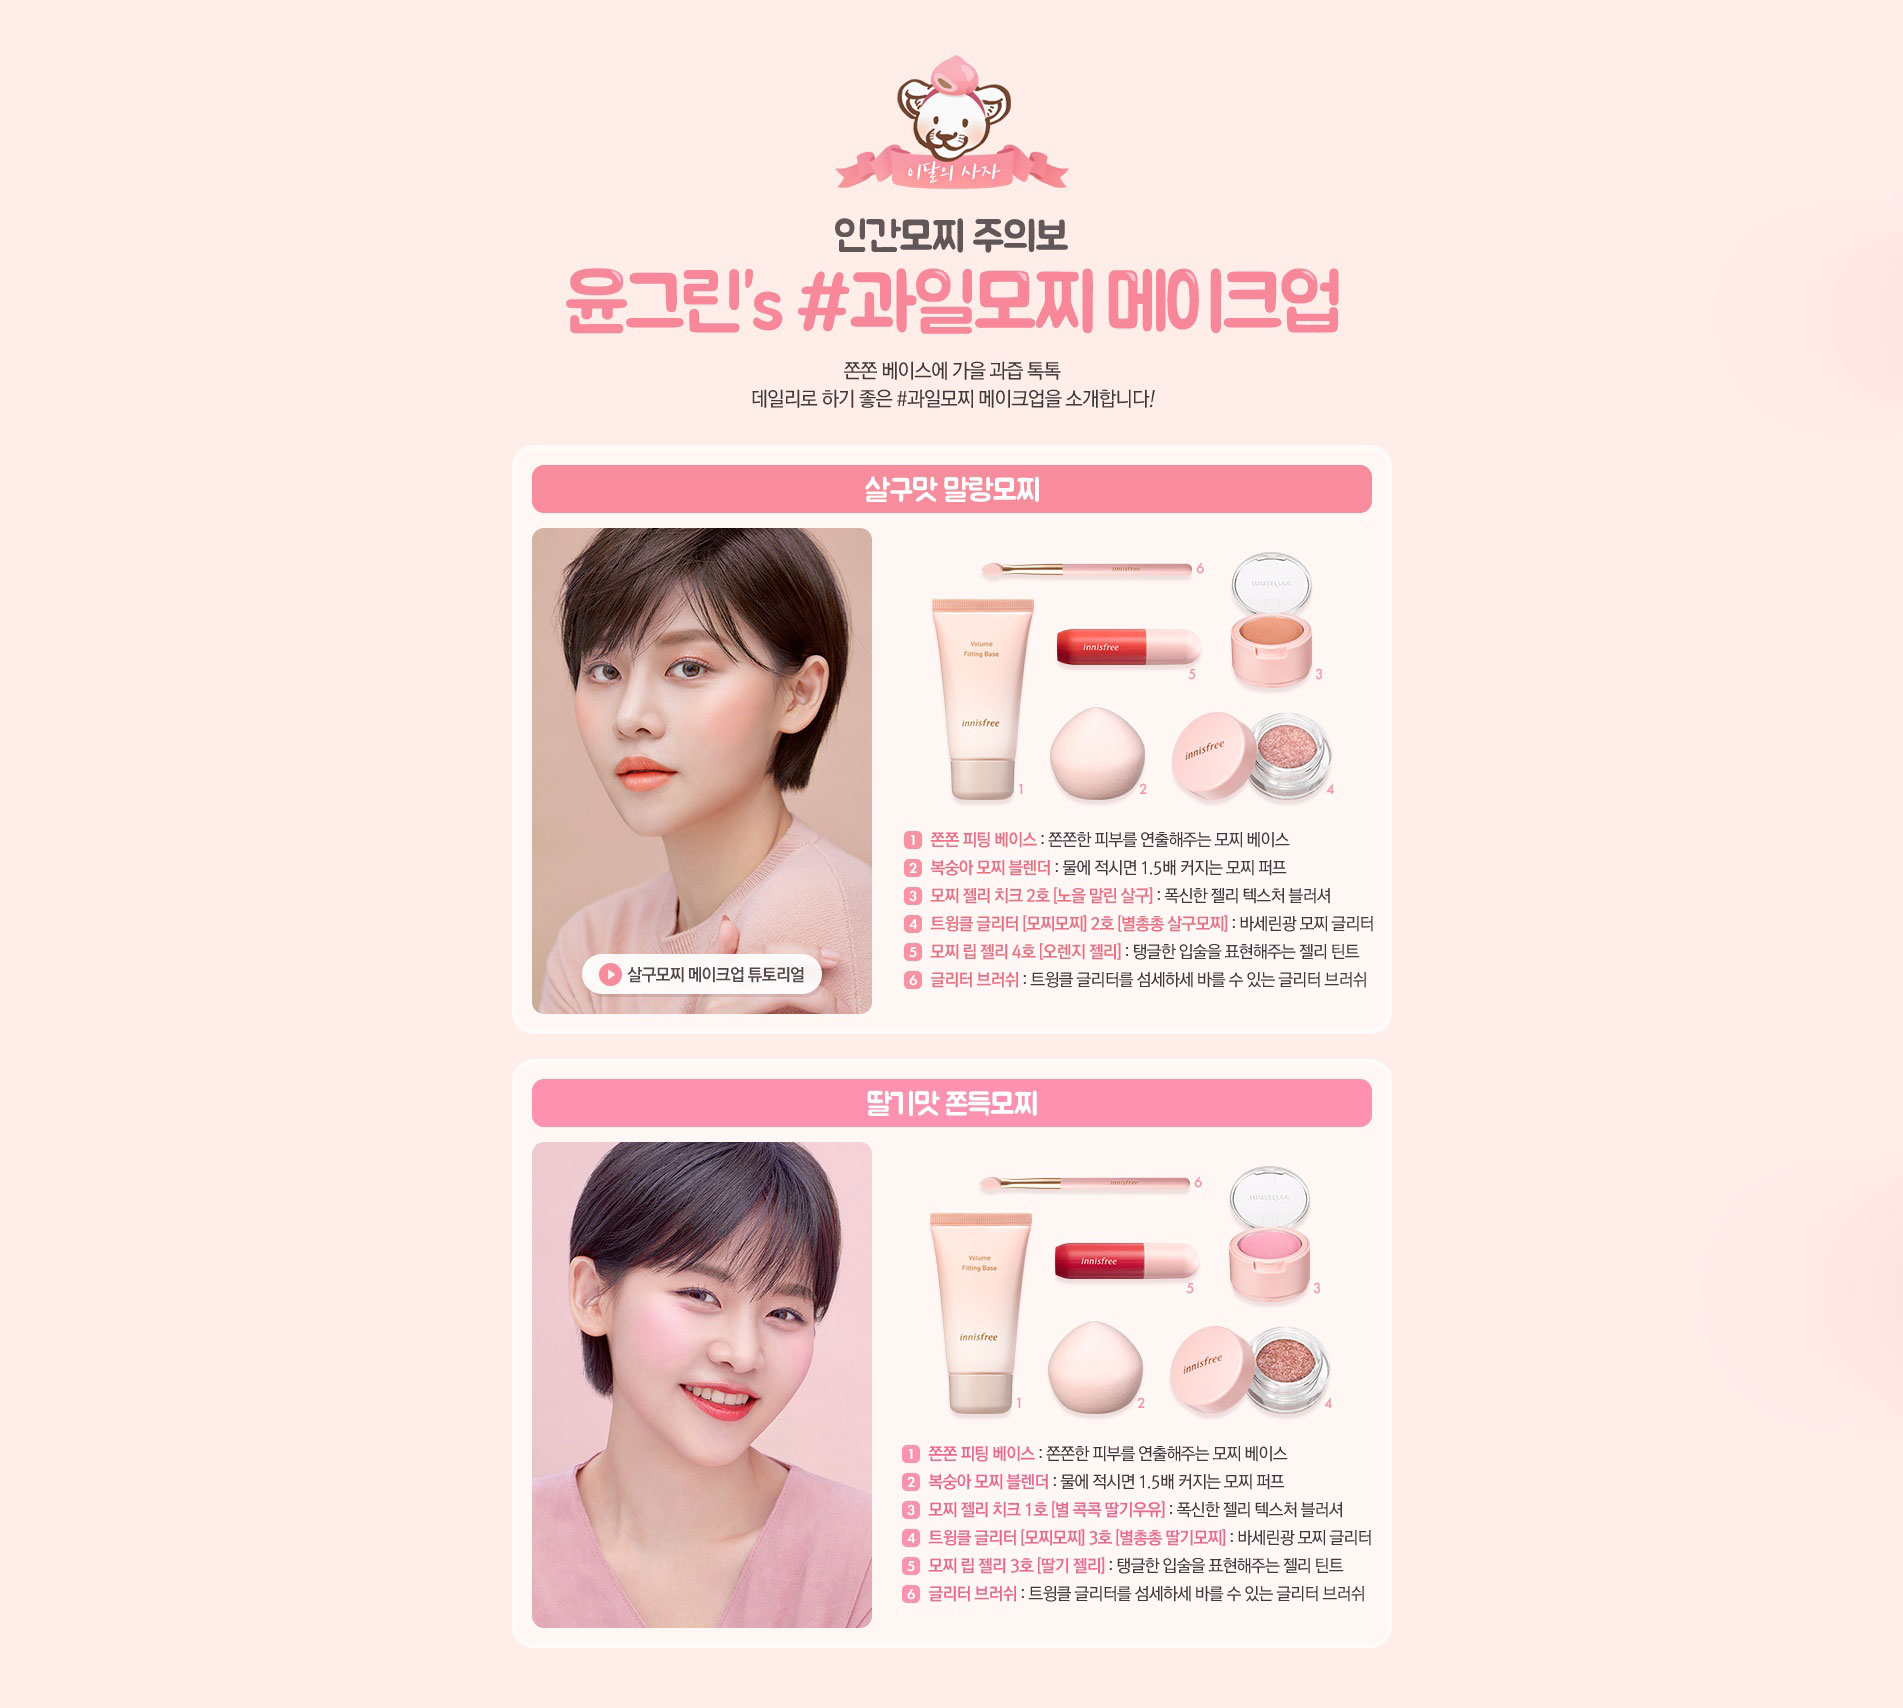 이달의 사자
인간모찌 주의보
윤그린's #과일모찌 메이크업
쫀쫀 베이스에 가을 과즙 톡톡
데일리로 하기 좋은 #과일모찌 메이크업을 소개합니다!
살구맛 말랑모찌
innisfree 6
innisfree
Volume
Fitting Base
innisfree
5
3
innisfree
innisfree
1
2
4
1 쫀쫀 피팅 베이스 : 쫀쫀한 피부를 연출해주는 모찌 베이스
2 복숭아 모찌 블렌더 : 물에 적시면 1.5배 커지는 모찌 퍼프
3 모찌 젤리 치크 2호 [노을 말린 살구] : 폭신한 젤리 텍스처 블러셔
4 트윙클 글리터 [모찌모찌] 2호 [별총총 살구모찌] : 바세린광 모찌 글리터
5 모찌 립 젤리 4호 [오렌지 젤리] : 탱글한 입술을 표현해주는 젤리 틴트
6 글리터 브러쉬 : 트윙클 글리터를 섬세하세 바를 수 있는 글리터 브러쉬
살구모찌 메이크업 튜토리얼
딸기맛 쫀득모찌
innisfree 6
innisfree
Volume
Fitting Base
innisfree
5
3
innisfree
innisfree
1
2
4
1 쫀쫀 피팅 베이스 : 쫀쫀한 피부를 연출해주는 모찌 베이스
2 복숭아 모찌 블렌더 : 물에 적시면 1.5배 커지는 모찌 퍼프
3 모찌 젤리 치크 1호 [별 콕콕 딸기우유] : 폭신한 젤리 텍스처 블러셔
4 트윙클 글리터 [모찌모찌] 3호 [별총총 딸기모찌] : 바세린광 모찌 글리터
5 모찌 립 젤리 3호 [딸기 젤리] : 탱글한 입술을 표현해주는 젤리 틴트
6 글리터 브러쉬 : 트윙클 글리터를 섬세하세 바를 수 있는 글리터 브러쉬